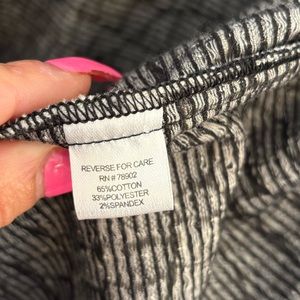 REVERSE FOR CARE
RN# 78902
65%COTTON
33%POLYESTER
2%SPANDEX